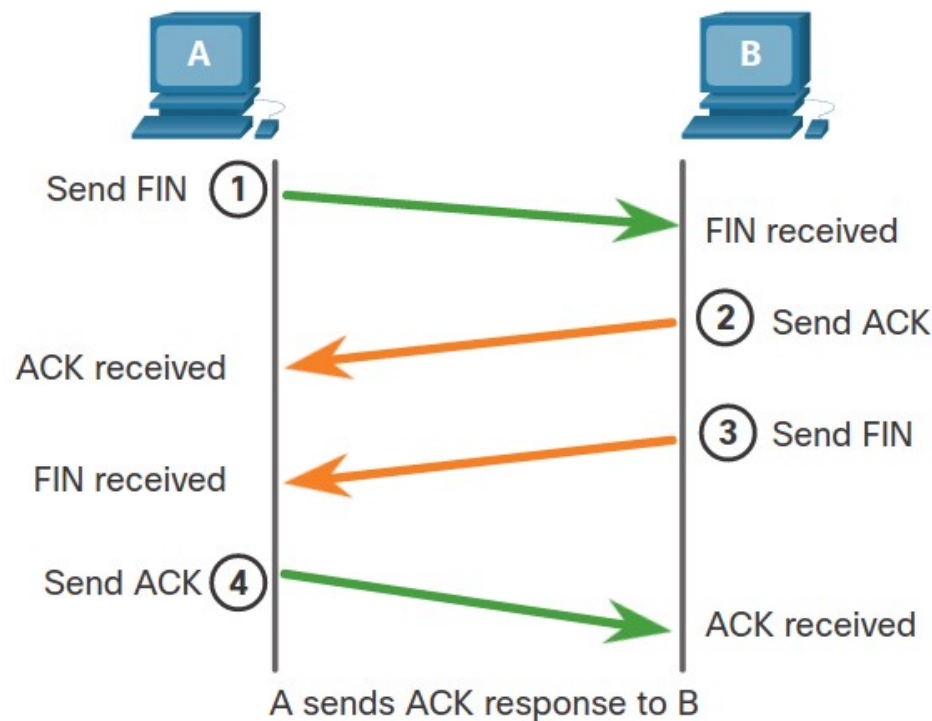 A
B
Send FIN 1
FIN received
2 Send ACK
ACK received
3 Send FIN
FIN received
Send ACK 4
ACK received
A sends ACK response to B